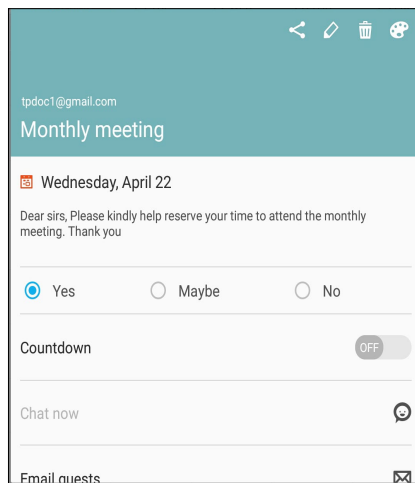 tpdoc1@gmail.com
Monthly meeting
Wednesday, April 22
Dear sirs, Please kindly help reserve your time to attend the monthly
meeting. Thank you
Yes Maybe No
Countdown OFF
Chat now
Email guests